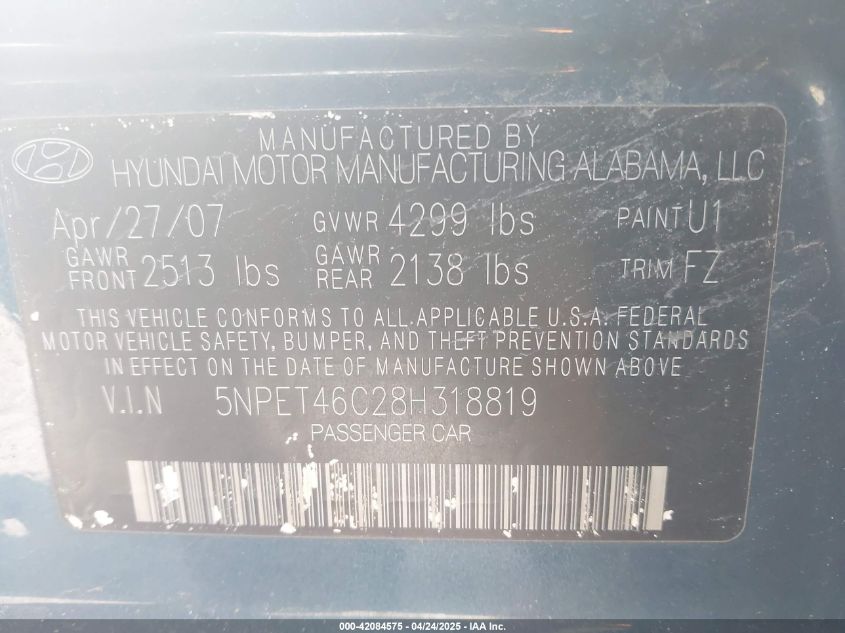 MANUFACTURED BY
HYUNDAI MOTOR MANUFACTURING ALABAMA, LLC
Apr/27/07 GVWR 4299 lbs PAINT U1
GAWR FRONT 2513 lbs GAWR REAR 2138 lbs TRIM FZ
THIS VEHICLE CONFORMS TO ALL APPLICABLE U.S.A. FEDERAL
MOTOR VEHICLE SAFETY, BUMPER, AND THEFT PREVENTION STANDARDS
IN EFFECT ON THE DATE OF MANUFACTURE SHOWN ABOVE
V.I.N 5NPET46C28H318819
PASSENGER CAR
000-42084575 - 04/24/2025 - IAA Inc.